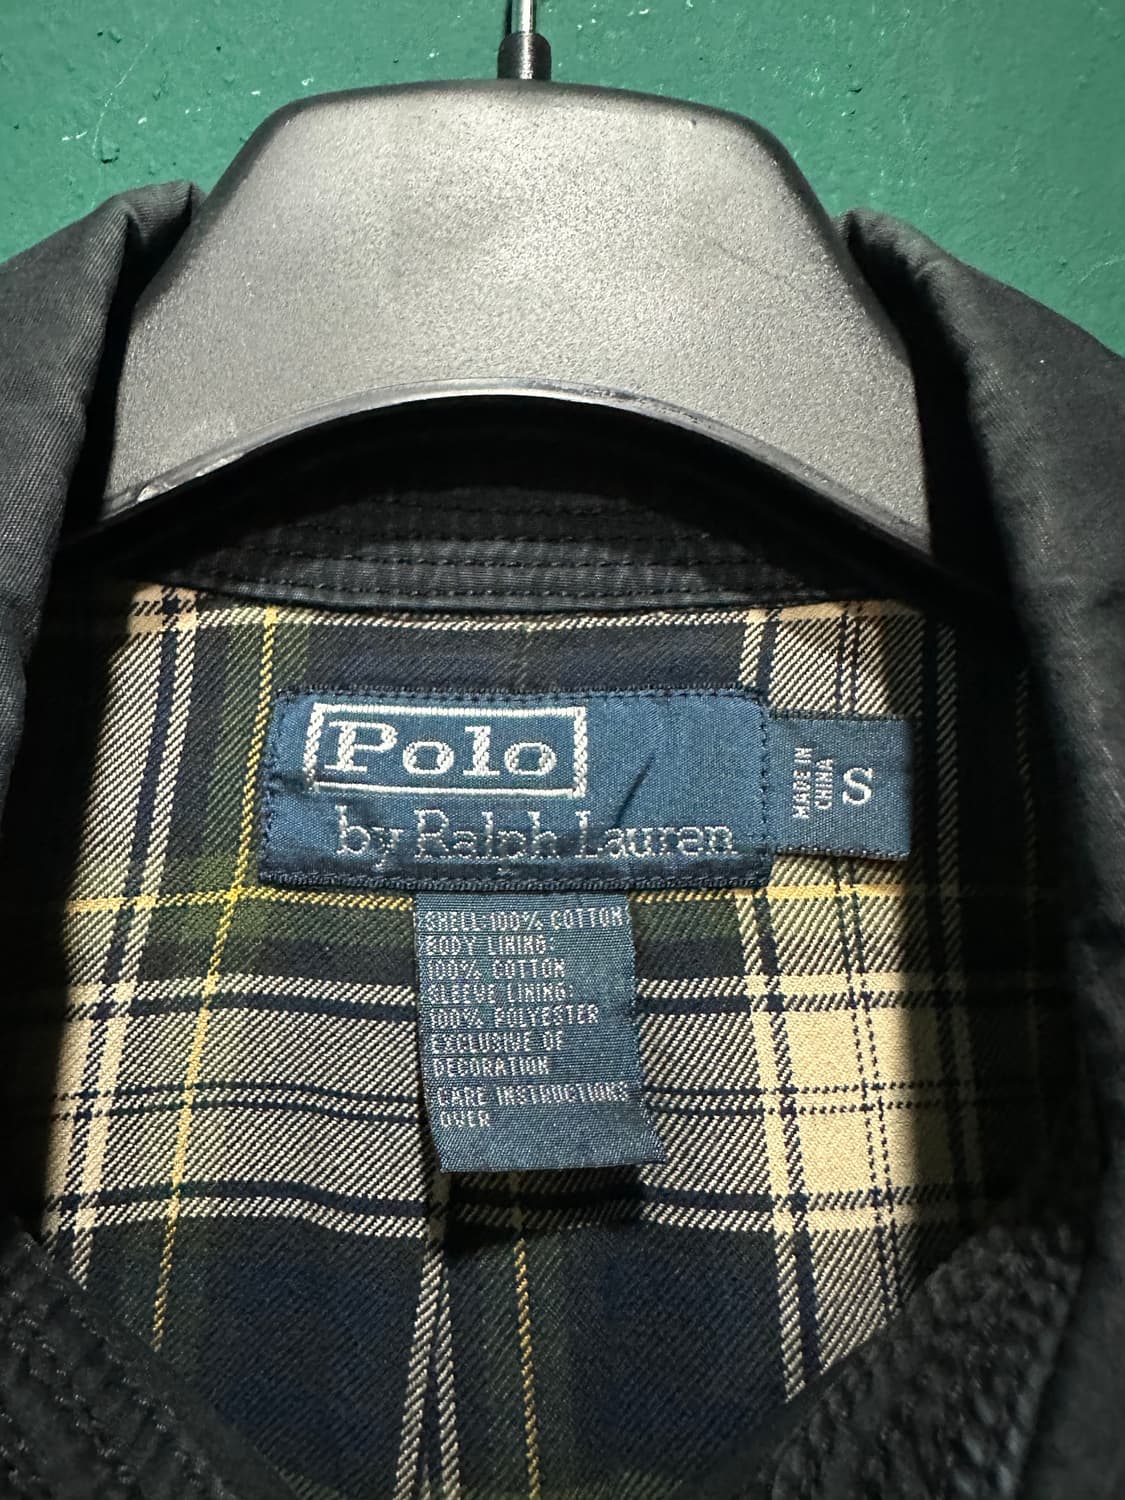 Polo
by Ralph Lauren
MADE IN
CHINA
S
SHELL:100% COTTON
BODY LINING:
100% COTTON
SLEEVE LINING:
100% POLYESTER
EXCLUSIVE OF
DECORATION
CARE INSTRUCTIONS
OVER